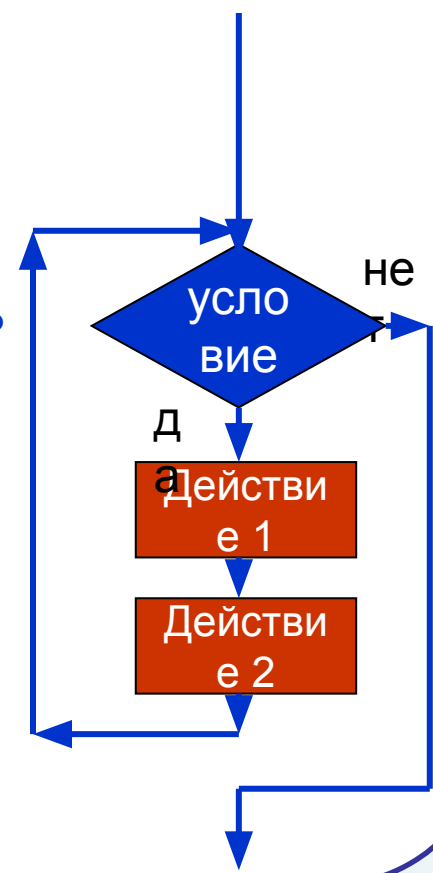 усло
вие
не
т
д
а
Действи
е 1
Действи
е 2